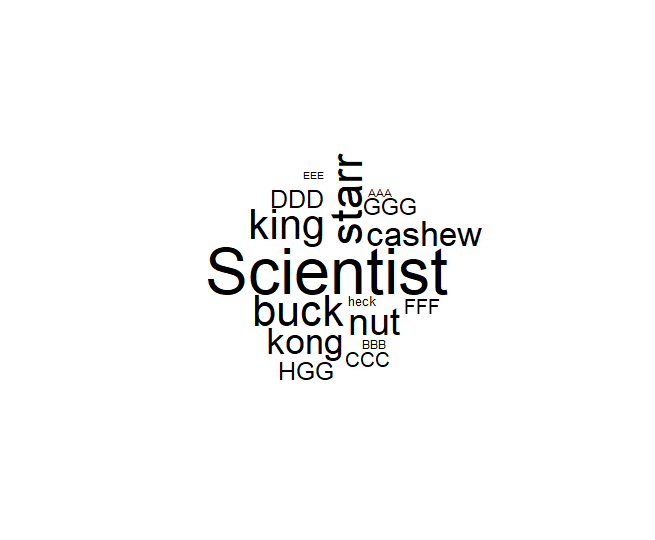 EEE
starr
AAA
DDD
GGG
king
cashew
Scientist
buck
heck
FFF
nut
kong
BBB
CCC
HGG